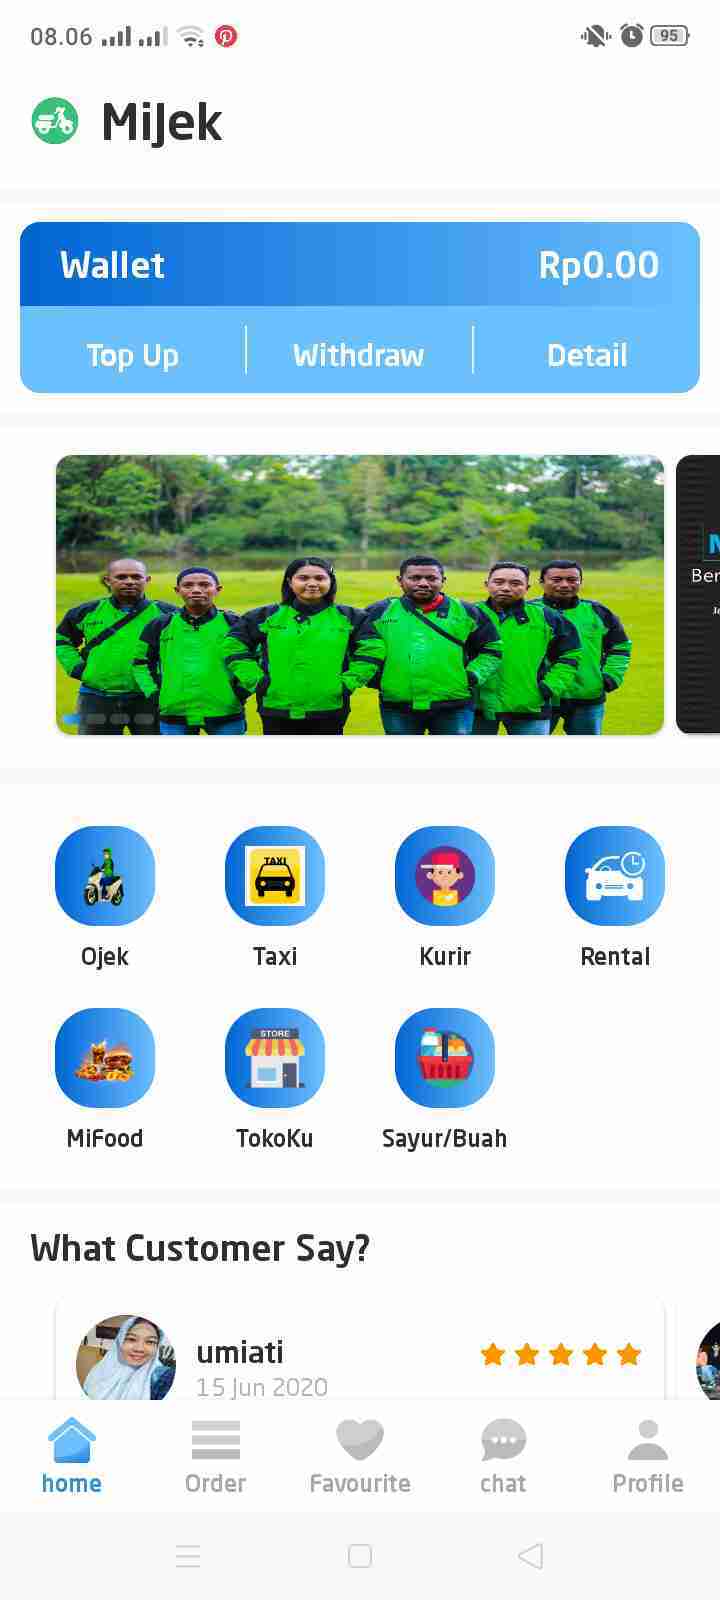 08.06
95
MiJek
Wallet Rp0.00
Top Up Withdraw Detail
Ber
Ojek Taxi Kurir Rental
TAXI
STORE
MiFood TokoKu Sayur/Buah
What Customer Say?
umiati
15 Jun 2020
home Order Favourite chat Profile